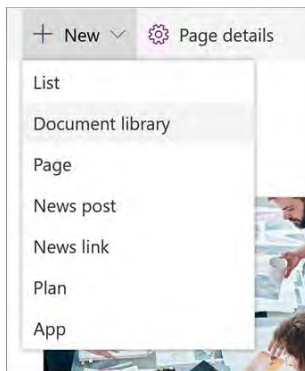 New Page details
List
Document library
Page
News post
News link
Plan
App